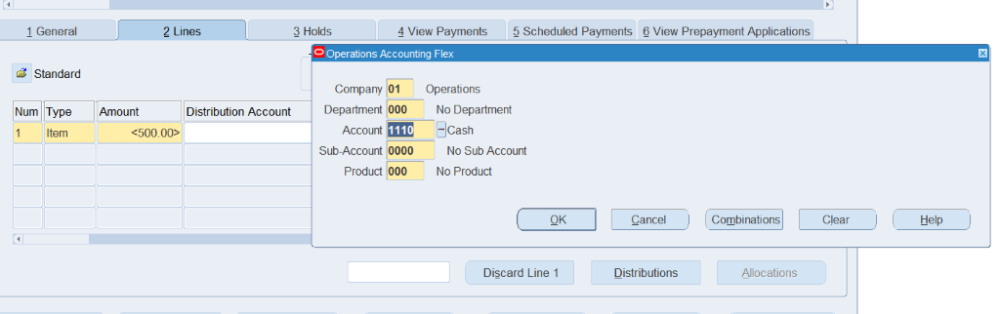 1 General 2 Lines 3 Holds 4 View Payments 5 Scheduled Payments 6 View Prepayment Applications
Operations Accounting Flex
Standard
Company 01 Operations
Department 000 No Department
Account 1110 Cash
Sub-Account 0000 No Sub Account
Product 000 No Product
Num Type Amount Distribution Account
1 Item <500.00>
OK Cancel Combinations Clear Help
Discard Line 1 Distributions Allocations